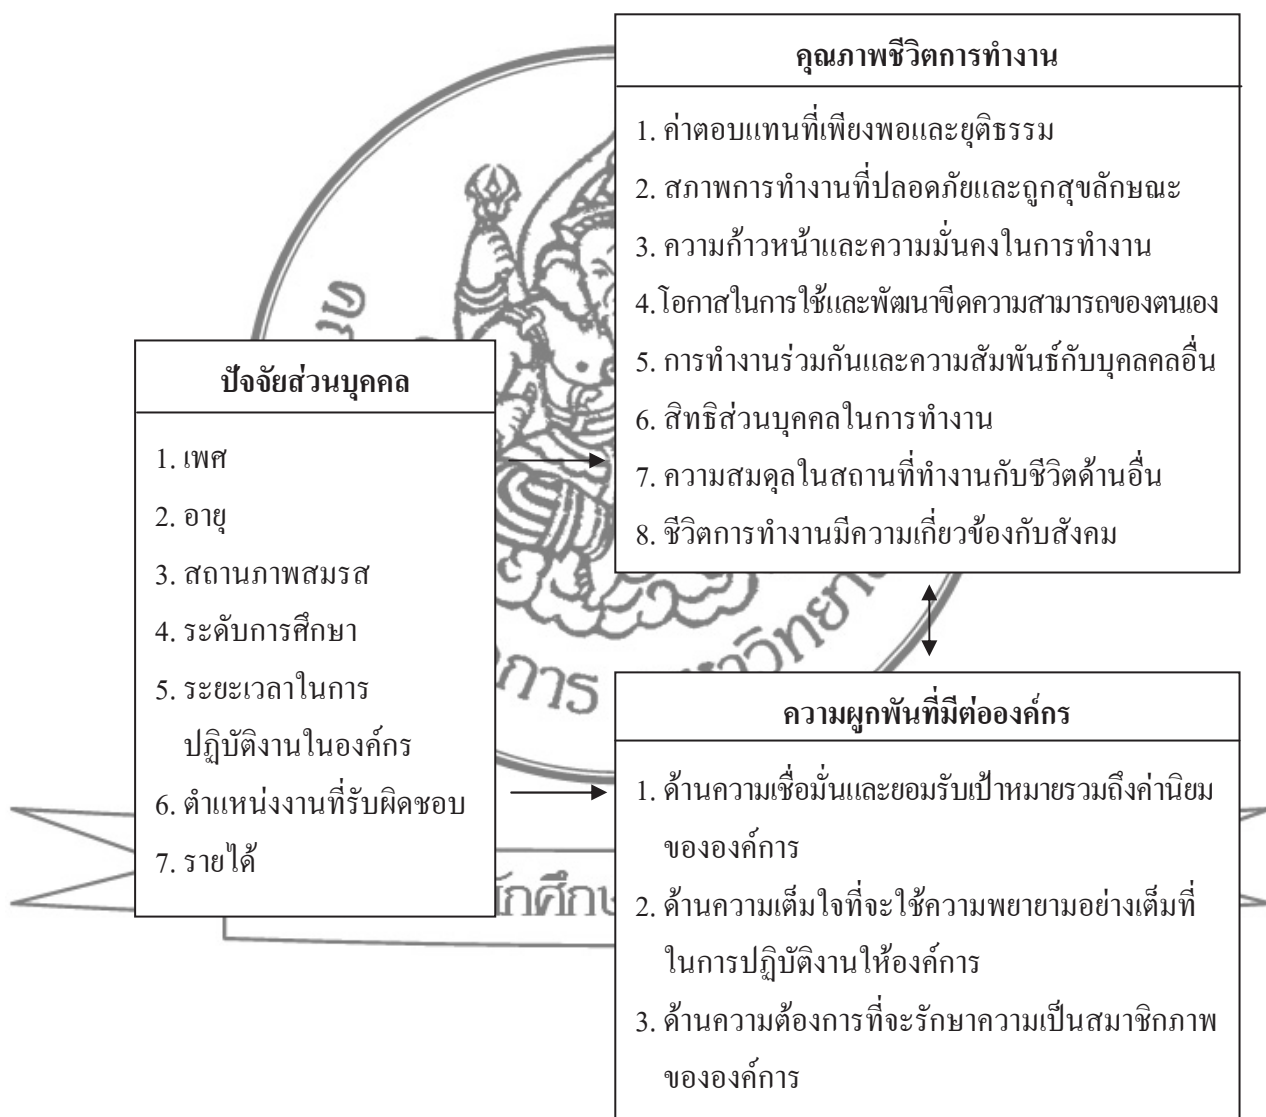 คุณภาพชีวิตการทำงาน
1. ค่าตอบแทนที่เพียงพอและยุติธรรม
2. สภาพการทำงานที่ปลอดภัยและถูกสุขลักษณะ
3. ความก้าวหน้าและความมั่นคงในการทำงาน
4. โอกาสในการใช้และพัฒนาขีดความสามารถของตนเอง
5. การทำงานร่วมกันและความสัมพันธ์กับบุคลคลอื่น
6. สิทธิส่วนบุคคลในการทำงาน
7. ความสมดุลในสถานที่ทำงานกับชีวิตด้านอื่น
8. ชีวิตการทำงานมีความเกี่ยวข้องกับสังคม
ปัจจัยส่วนบุคคล
1. เพศ
2. อายุ
3. สถานภาพสมรส
4. ระดับการศึกษา
5. ระยะเวลาในการ
ปฏิบัติงานในองค์กร
6. ตำแหน่งงานที่รับผิดชอบ
7. รายได้
ความผูกพันที่มีต่อองค์กร
1. ด้านความเชื่อมั่นและยอมรับเป้าหมายรวมถึงค่านิยม
ขององค์การ
2. ด้านความเต็มใจที่จะใช้ความพยายามอย่างเต็มที่
ในการปฏิบัติงานให้องค์การ
3. ด้านความต้องการที่จะรักษาความเป็นสมาชิกภาพ
ขององค์การ